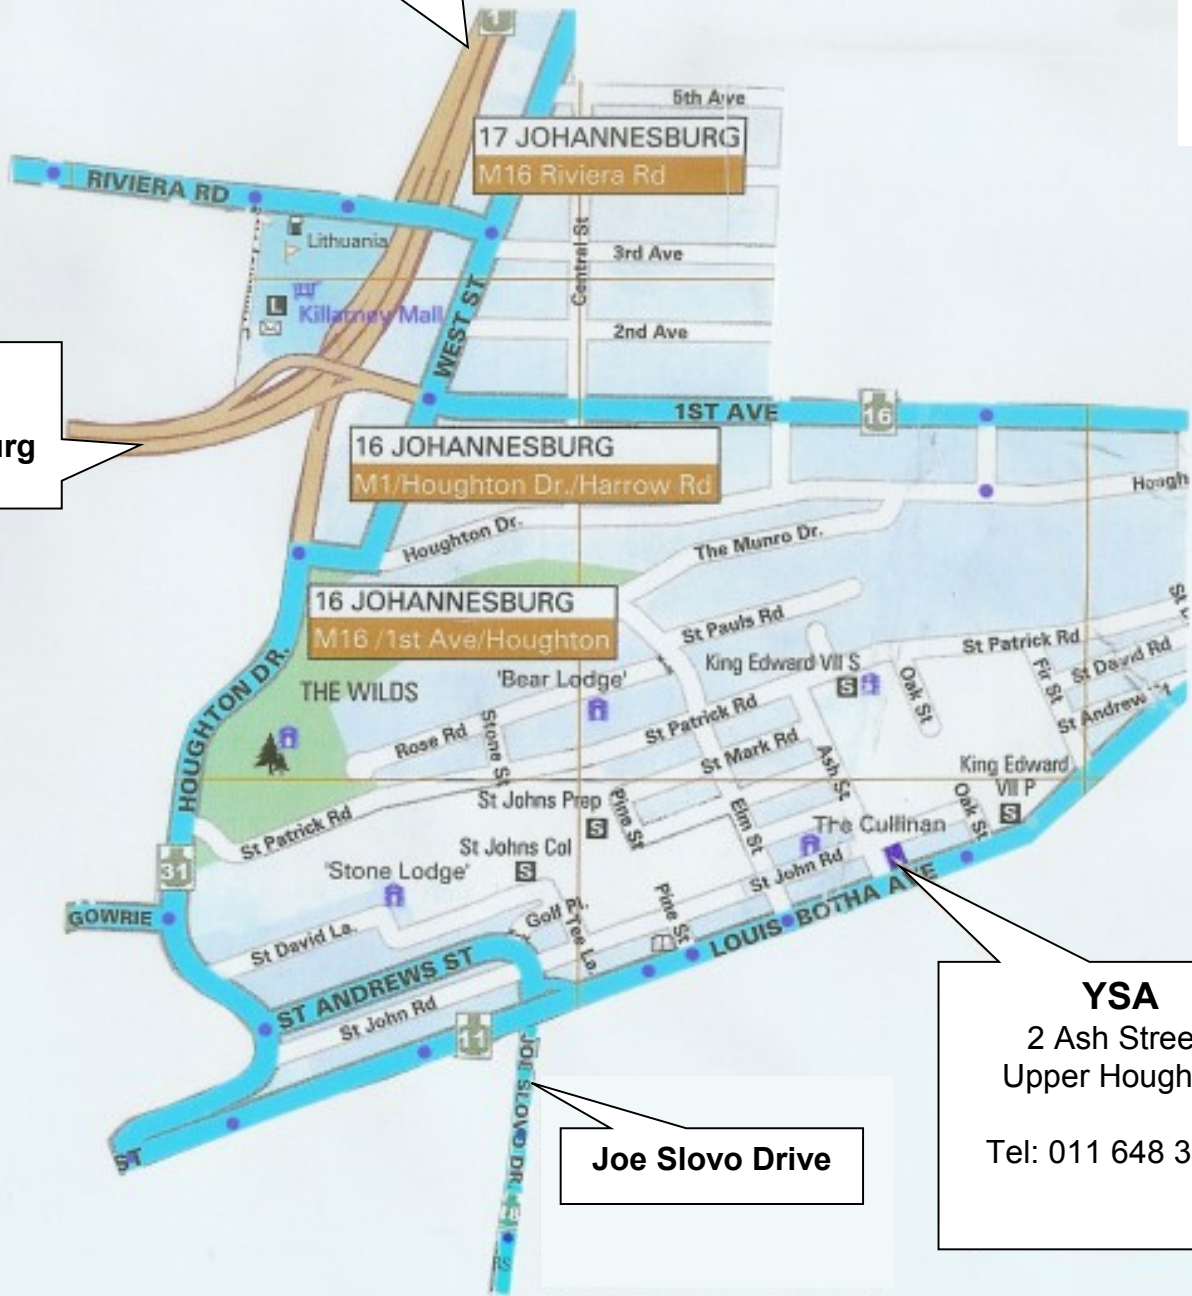 1
5th Ave
17 JOHANNESBURG
M16 Riviera Rd
RIVIERA RD
Lithuania
Central St
3rd Ave
L
Killarney Mall
WEST ST
2nd Ave
1ST AVE
16
urg
16 JOHANNESBURG
M1/Houghton Dr./Harrow Rd
Hough
Houghton Dr.
The Munro Dr.
16 JOHANNESBURG
M16 /1st Ave/Houghton
St Pauls Rd
St Patrick Rd
HOUGHTON DR.
THE WILDS
'Bear Lodge'
King Edward VII S
S
Oak St
Fir St
St David Rd
St Andrew
Rose Rd
Stone St
St Patrick Rd
St Mark Rd
Ash St
King Edward
VII P
S
St Johns Prep
S
Pine St
Elm St
The Cullinan
Oak St
St Patrick Rd
St Johns Col
S
31
'Stone Lodge'
St John Rd
GOWRIE
Golf Pl.
Pine St
LOUIS BOTHA AVE
St David La.
Tee La.
ST ANDREWS ST
St John Rd
11
YSA
2 Ash Stree
Upper Hough
Tel: 011 648 3
JOE SLOVO DR.
ST
Joe Slovo Drive